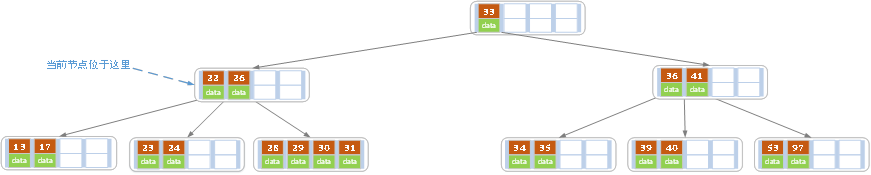 33
data
当前节点位于这里
22 26
data data
36 41
data data
13 17
data data
23 24
data data
28 29 30 31
data data data data
34 35
data data
39 40
data data
53 97
data data